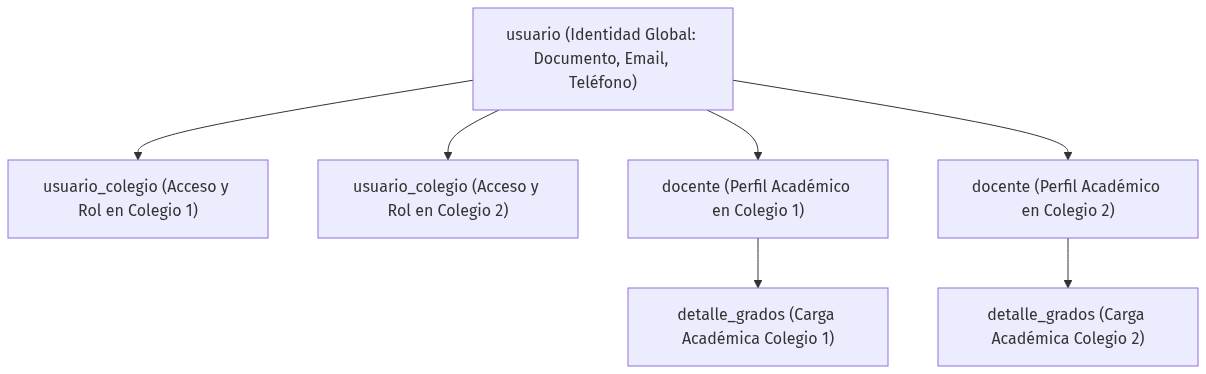 usuario (Identidad Global:
Documento, Email,
Teléfono)
usuario_colegio (Acceso y
Rol en Colegio 1)
usuario_colegio (Acceso y
Rol en Colegio 2)
docente (Perfil Académico
en Colegio 1)
docente (Perfil Académico
en Colegio 2)
detalle_grados (Carga
Académica Colegio 1)
detalle_grados (Carga
Académica Colegio 2)